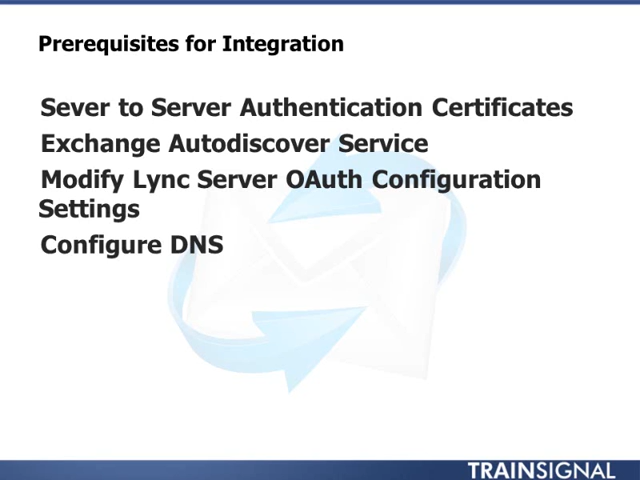 Prerequisites for Integration
Sever to Server Authentication Certificates
Exchange Autodiscover Service
Modify Lync Server OAuth Configuration
Settings
Configure DNS
TRAINSIGNAL